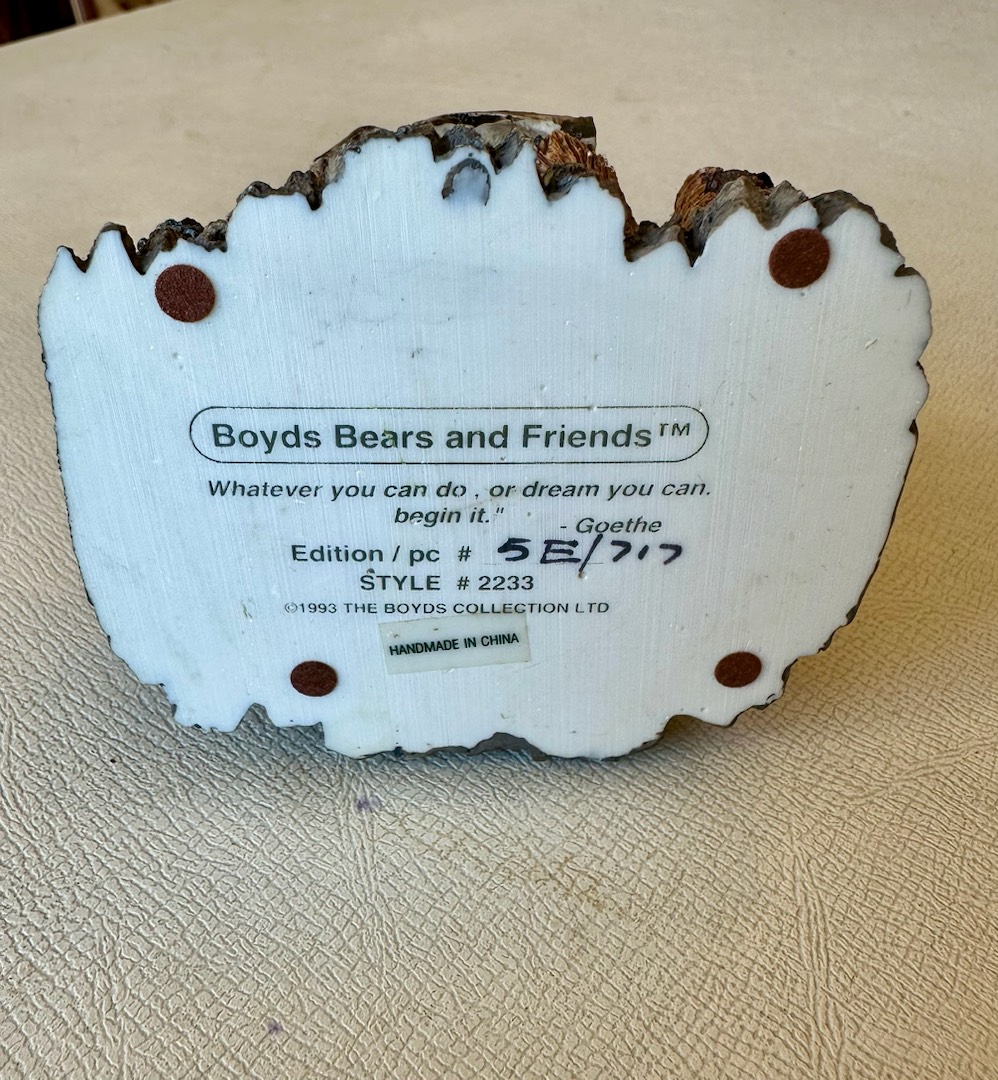 Boyds Bears and Friends™
Whatever you can do , or dream you can.
begin it."
- Goethe
Edition / pc # 5E/717
STYLE # 2233
©1993 THE BOYDS COLLECTION LTD
HANDMADE IN CHINA